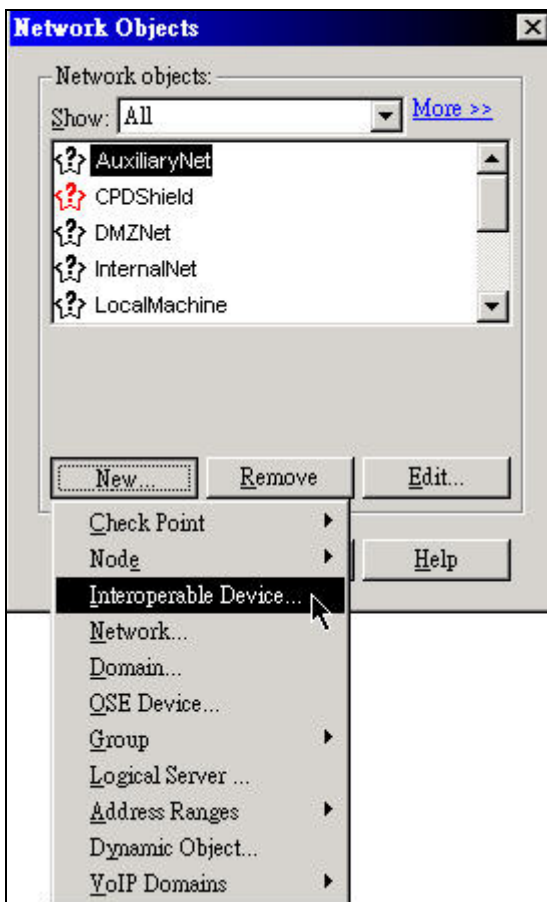 Network Objects
Network objects:
Show: All More >>
AuxiliaryNet
CPDShield
DMZNet
InternalNet
LocalMachine
New... Remove Edit...
Check Point
Node Help
Interoperable Device...
Network...
Domain...
OSE Device...
Group
Logical Server ...
Address Ranges
Dynamic Object...
VoIP Domains